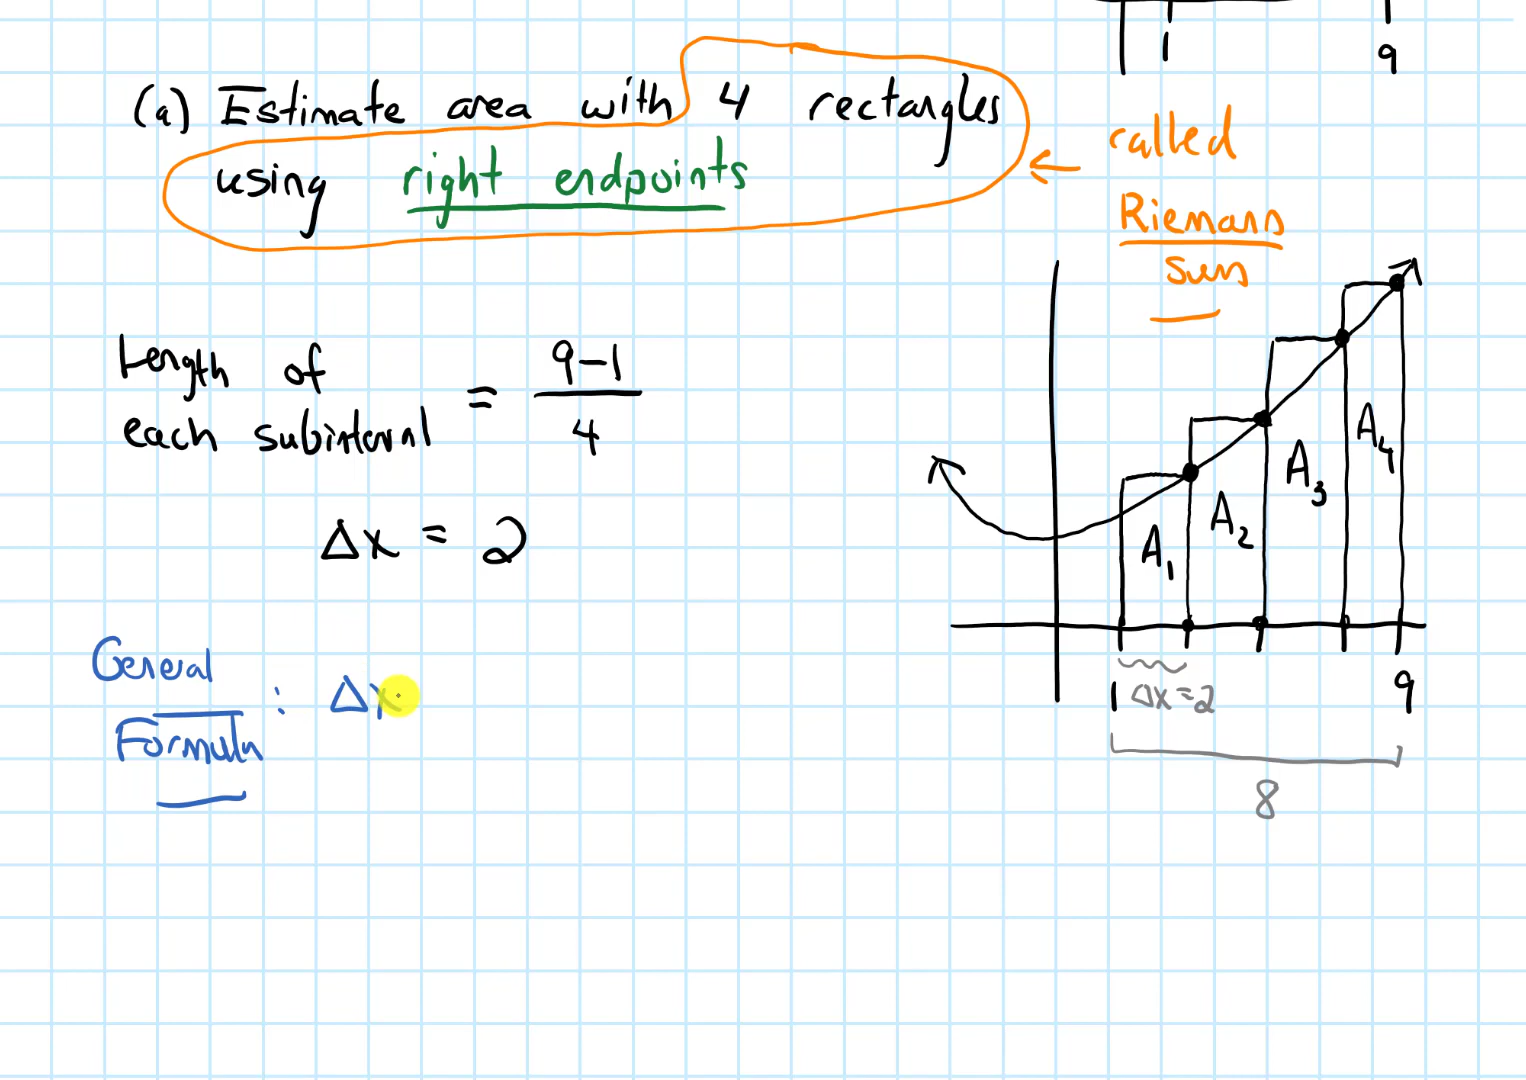 1 9
(a) Estimate area with 4 rectangles
using right endpoints
called
Riemann
sum
Length of
each subinterval = 9-1
4
Δx = 2
General
Formula : Δx
A1 A2 A3 A4
1 Δx=2 9
8